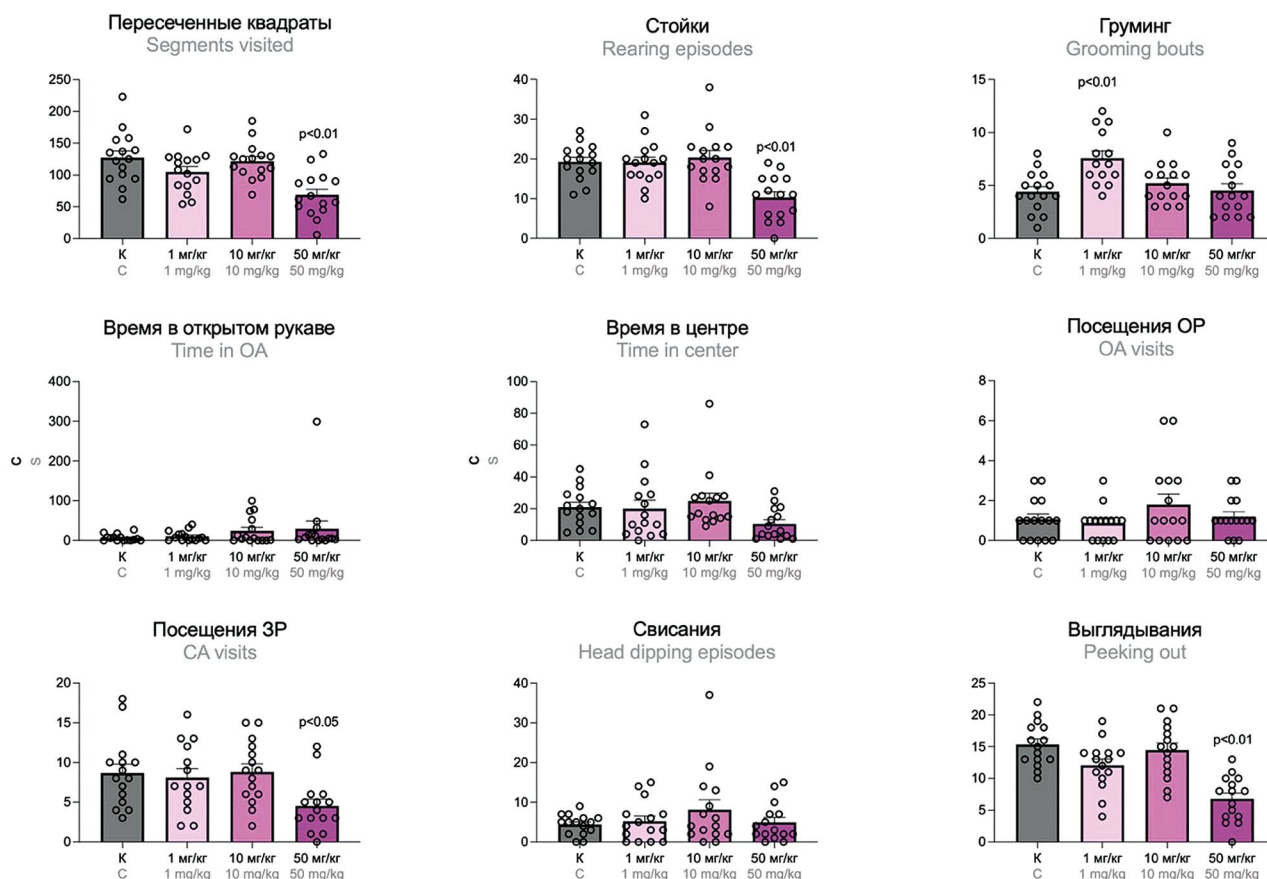 Пересеченные квадраты
Segments visited
250
200
150
100
50
0
p<0.01
К 1 мг/кг 10 мг/кг 50 мг/кг
C 1 mg/kg 10 mg/kg 50 mg/kg
Стойки
Rearing episodes
40
30
20
10
0
p<0.01
К 1 мг/кг 10 мг/кг 50 мг/кг
C 1 mg/kg 10 mg/kg 50 mg/kg
Груминг
Grooming bouts
15
10
5
0
p<0.01
К 1 мг/кг 10 мг/кг 50 мг/кг
C 1 mg/kg 10 mg/kg 50 mg/kg
Время в открытом рукаве
Time in OA
400
300
200
100
0
С
S
К 1 мг/кг 10 мг/кг 50 мг/кг
C 1 mg/kg 10 mg/kg 50 mg/kg
Время в центре
Time in center
100
80
60
40
20
0
С
S
К 1 мг/кг 10 мг/кг 50 мг/кг
C 1 mg/kg 10 mg/kg 50 mg/kg
Посещения ОР
OA visits
8
6
4
2
0
К 1 мг/кг 10 мг/кг 50 мг/кг
C 1 mg/kg 10 mg/kg 50 mg/kg
Посещения ЗР
CA visits
20
15
10
5
0
p<0.05
К 1 мг/кг 10 мг/кг 50 мг/кг
C 1 mg/kg 10 mg/kg 50 mg/kg
Свисания
Head dipping episodes
40
30
20
10
0
К 1 мг/кг 10 мг/кг 50 мг/кг
C 1 mg/kg 10 mg/kg 50 mg/kg
Выглядывания
Peeking out
25
20
15
10
5
0
p<0.01
К 1 мг/кг 10 мг/кг 50 мг/кг
C 1 mg/kg 10 mg/kg 50 mg/kg